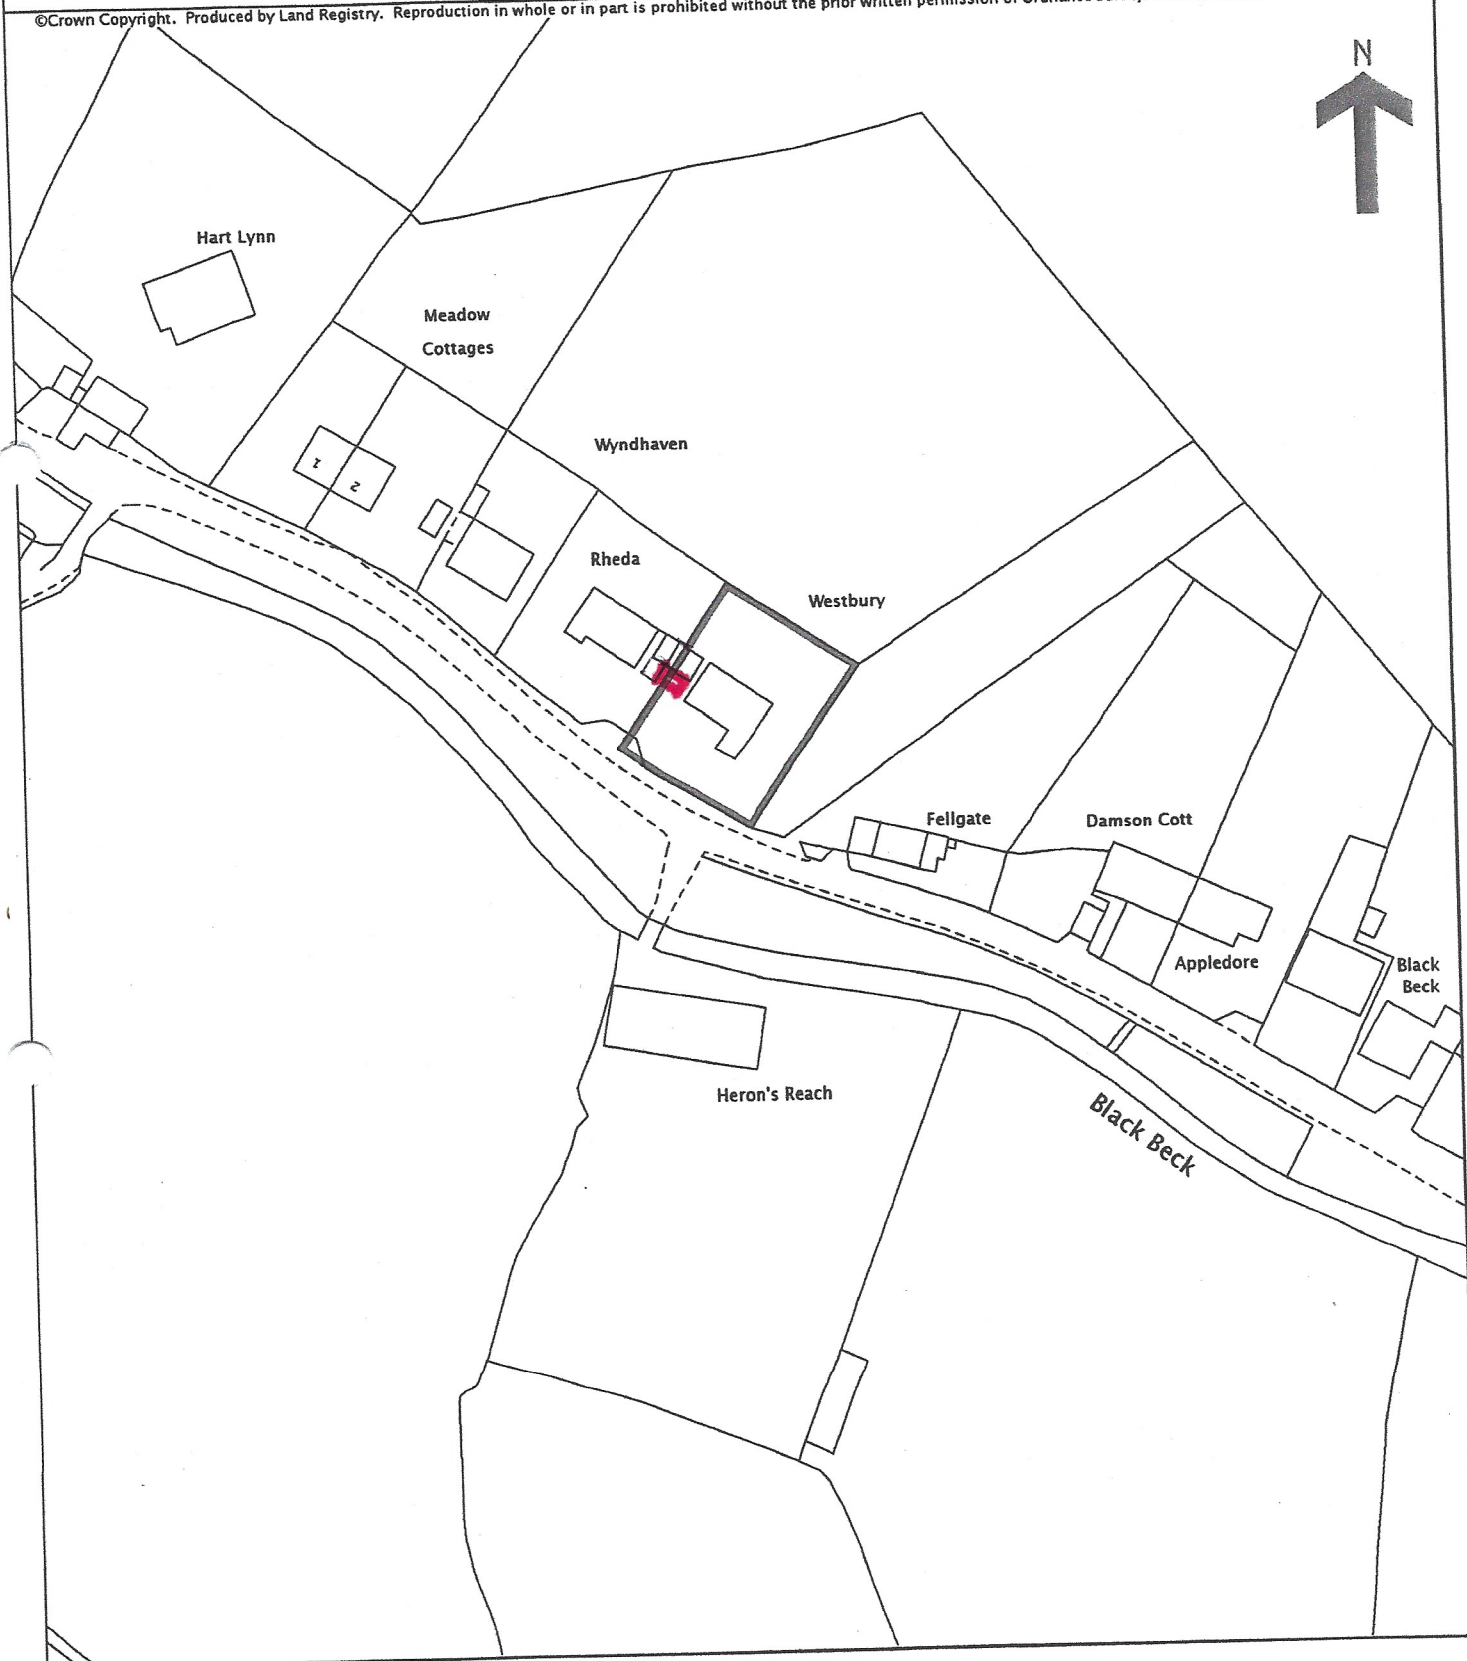 ©Crown Copyright. Produced by Land Registry. Reproduction in whole or in part is prohibited without the prior written permission of Ordnance
N
Hart Lynn
Meadow
Cottages
Wyndhaven
1
2
Rheda
Westbury
Fellgate
Damson Cott
Appledore
Black
Beck
Heron's Reach
Black Beck